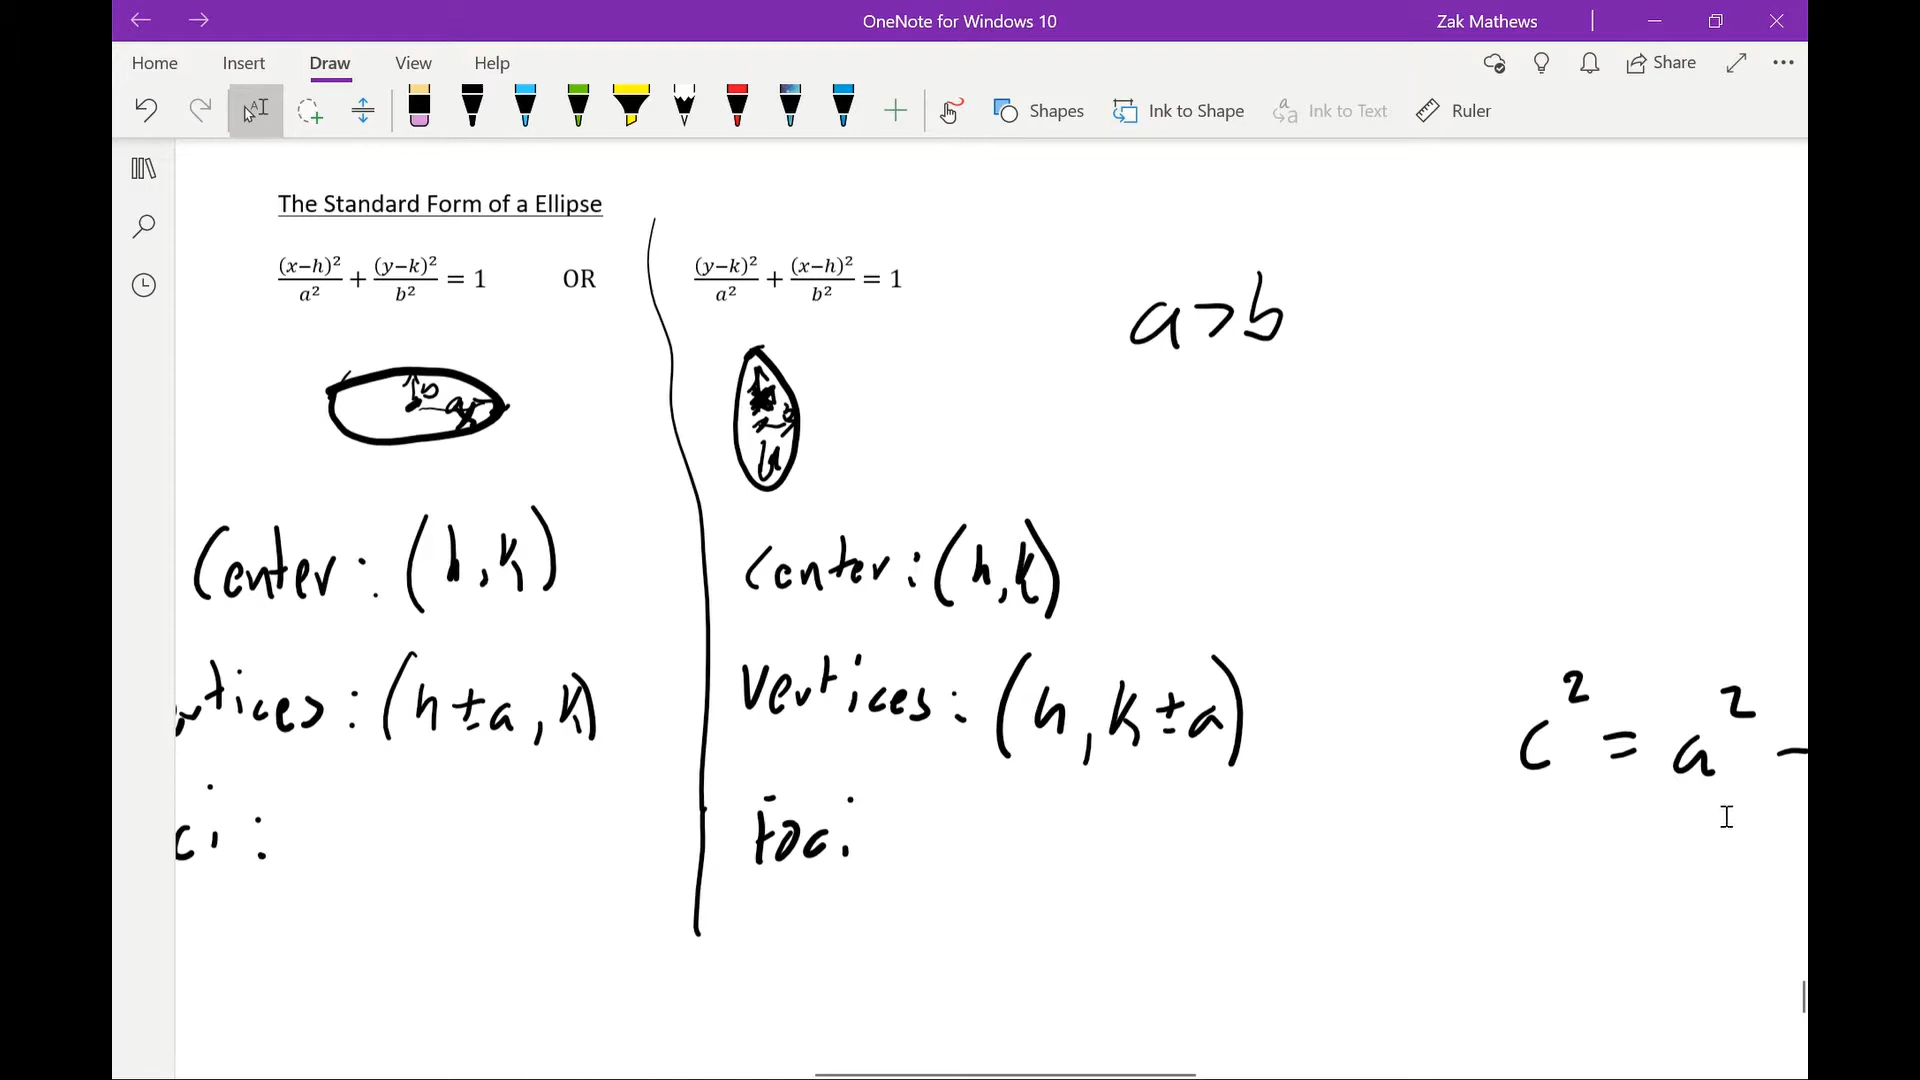 OneNote for Windows 10
Zak Mathews
Home Insert Draw View Help
Share
Shapes Ink to Shape Ink to Text Ruler
The Standard Form of a Ellipse
(x−h)²/a² + (y−k)²/b² = 1 OR (y−k)²/a² + (x−h)²/b² = 1
a > b
b
a
Center: (h, k) Center: (h, k)
rtices: (h ± a, k) Vertices: (h, k ± a)
c² = a² −
ci: Foci